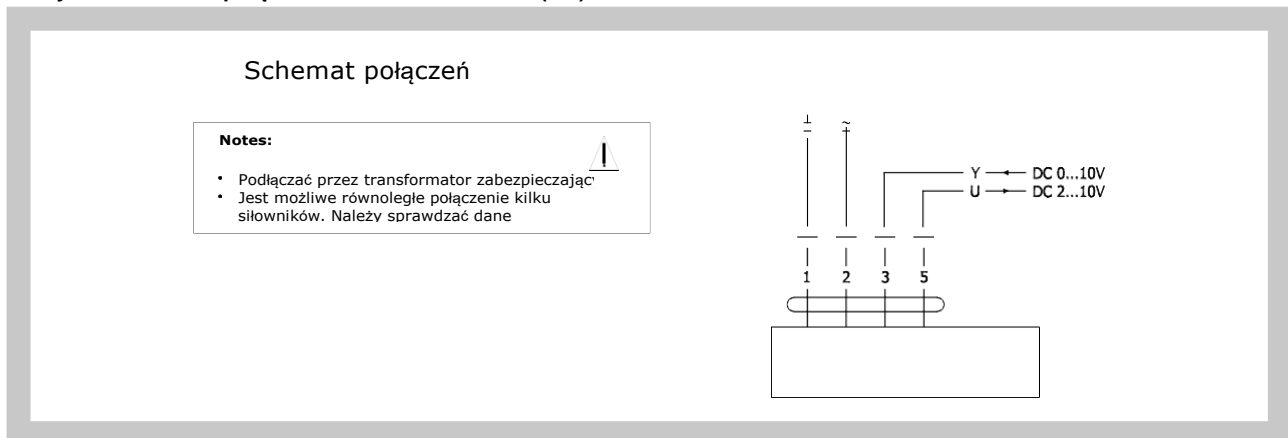 Schemat połączeń
Notes:
• Podłączać przez transformator
• Jest możliwe równoległe połączenie kilku
siłowników. Należy sprawdzać dane
Y DC 0...10V
U DC 2...10V
1 2 3 5